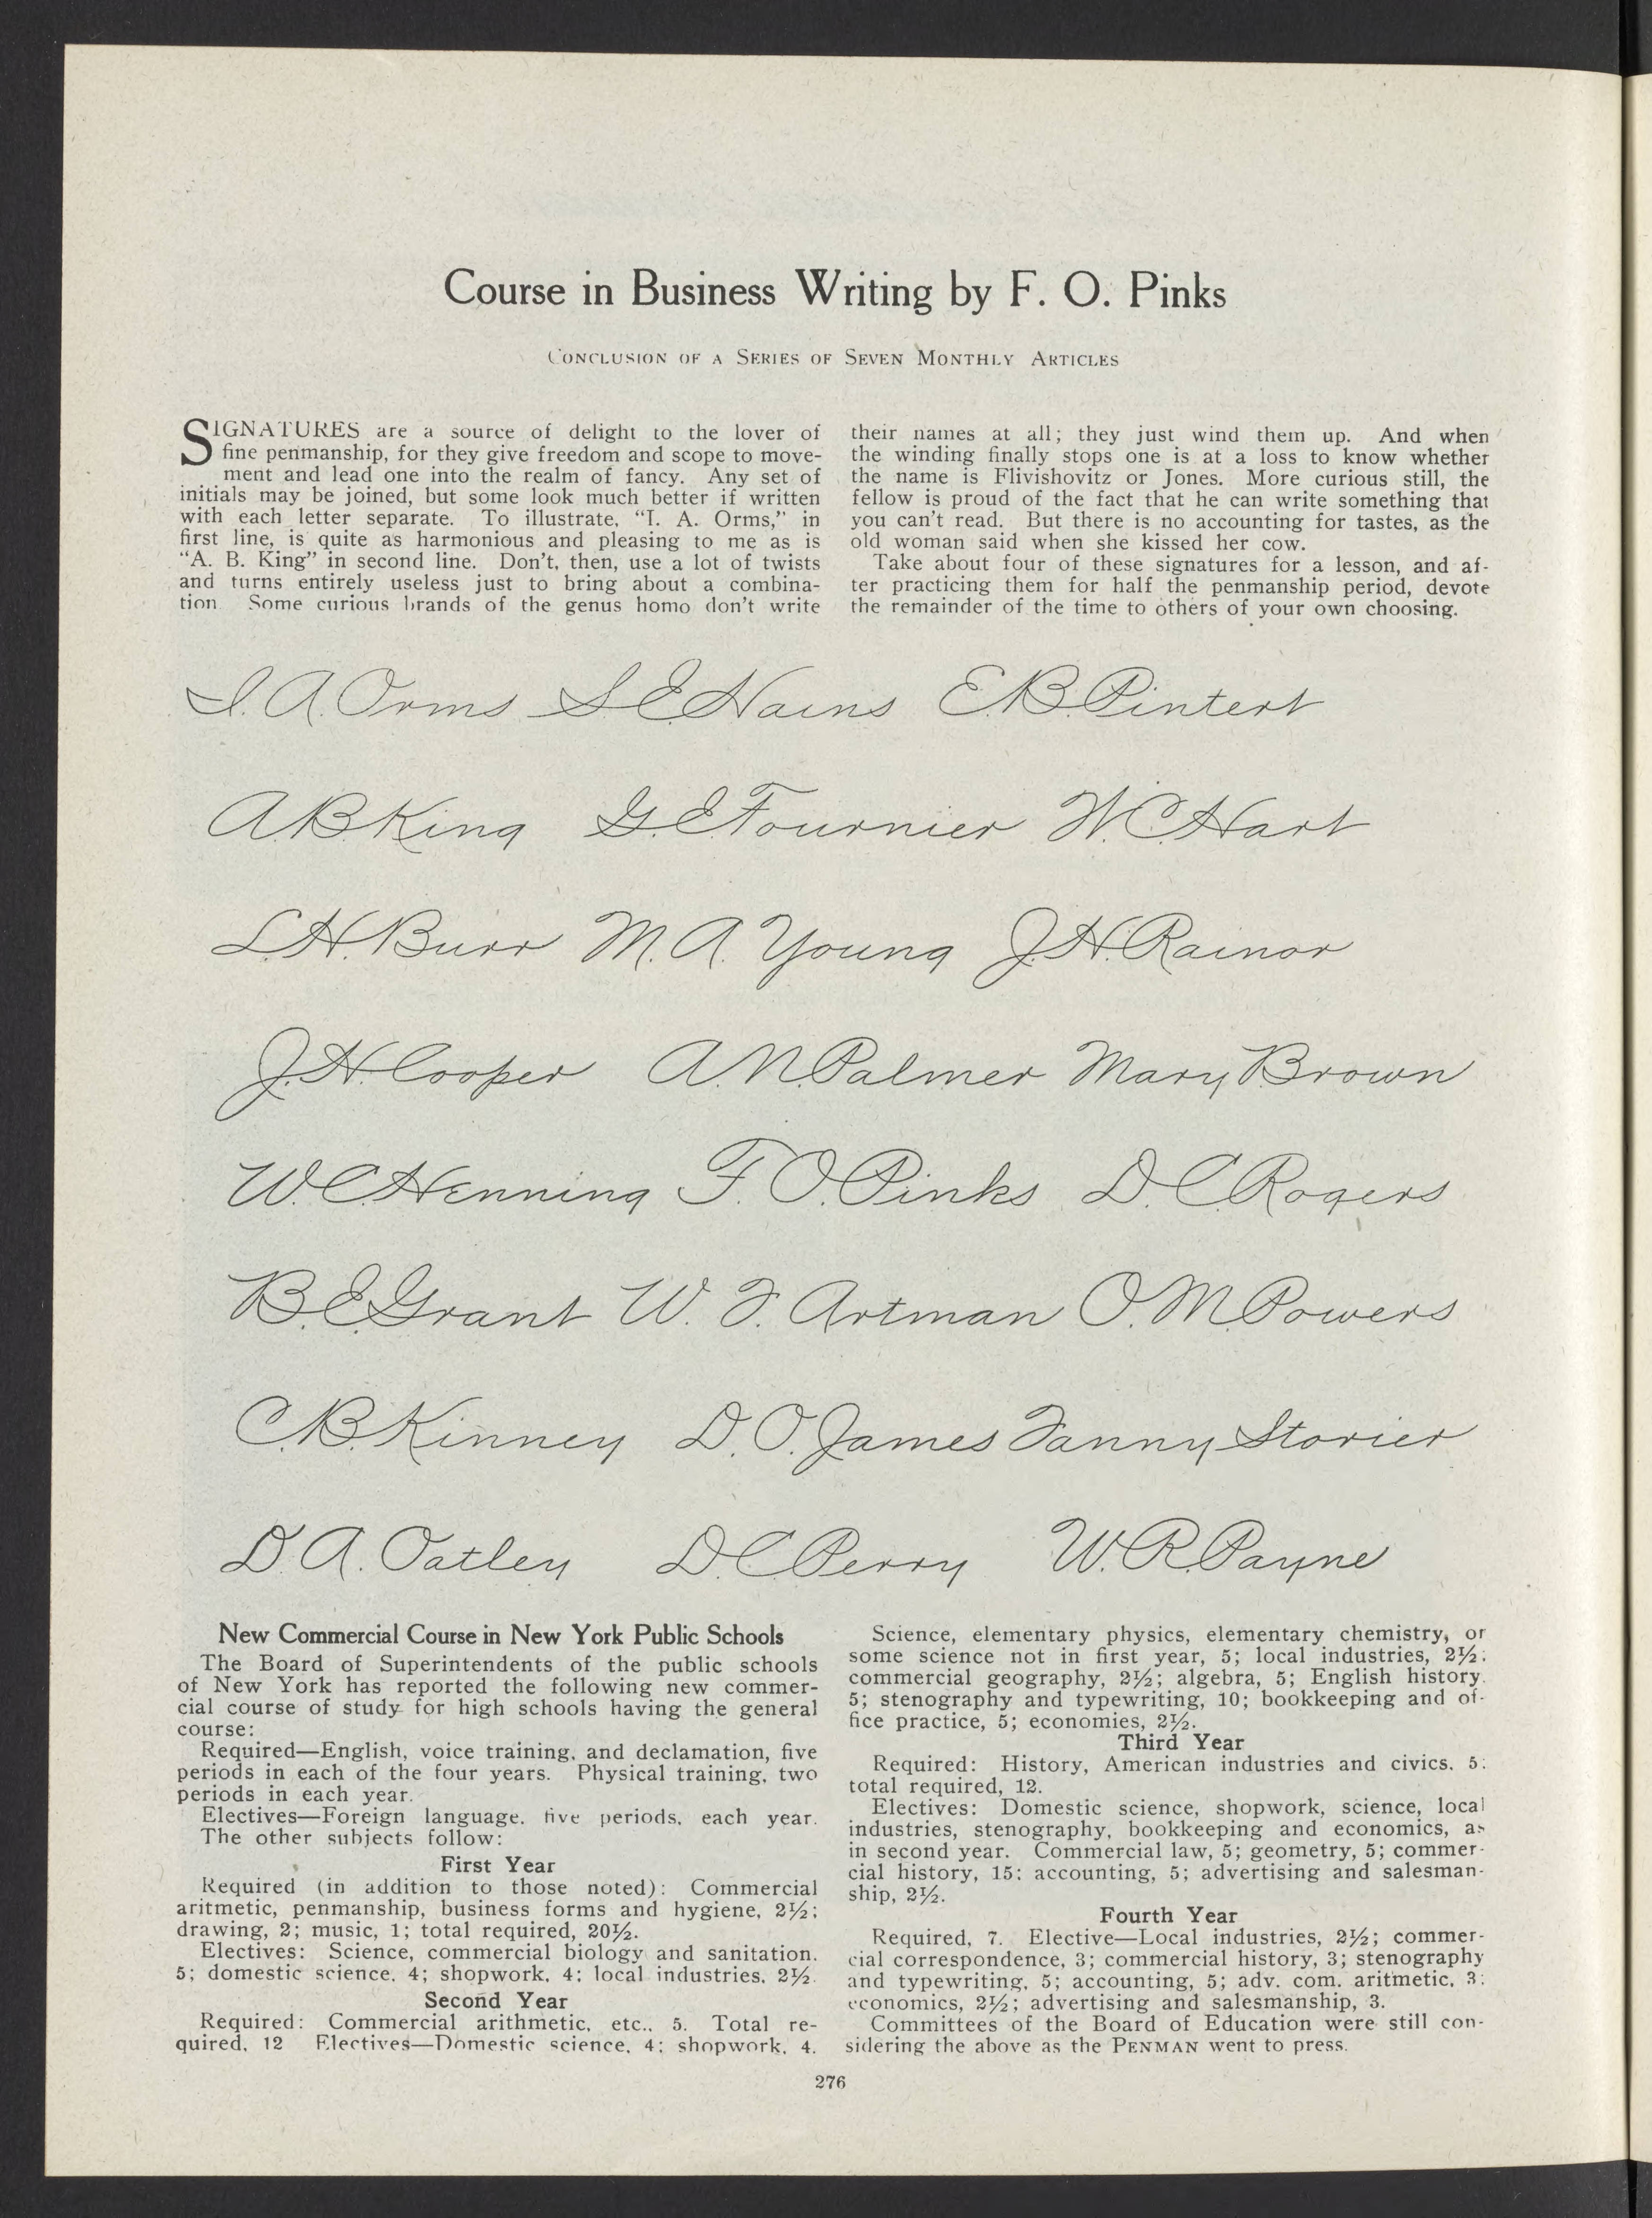 Course in Business Writing by F. O. Pinks
CONCLUSION OF A SERIES OF SEVEN MONTHLY ARTICLES
SIGNATURES are a source of delight to the lover of
fine penmanship, for they give freedom and scope to move-
ment and lead one into the realm of fancy. Any set of
initials may be joined, but some look much better if written
with each letter separate. To illustrate, “I. A. Orms,” in
first line, is quite as harmonious and pleasing to me as is
“A. B. King” in second line. Don’t, then, use a lot of twists
and turns entirely useless just to bring about a combina-
tion. Some curious brands of the genus homo don’t write
their names at all; they just wind them up. And when
the winding finally stops one is at a loss to know whether
the name is Flivishovitz or Jones. More curious still, the
fellow is proud of the fact that he can write something that
you can’t read. But there is no accounting for tastes, as the
old woman said when she kissed her cow.
Take about four of these signatures for a lesson, and af-
ter practicing them for half the penmanship period, devote
the remainder of the time to others of your own choosing.
I. A. Orms S. E. Hains E. B. Pintert
A. B. King G. E. Fournier W. C. Hart
L. H. Burr M. A. Young J. H. Rainor
J. H. Cooper A. N. Palmer Mary Brown
W. C. Henning F. O. Pinks D. C. Rogers
B. E. Grant W. F. Artman O. M. Powers
C. B. Kinney D. O. James Fanny Storier
D. A. Oatley D. C. Perry W. R. Payne
New Commercial Course in New York Public Schools
The Board of Superintendents of the public schools
of New York has reported the following new commer-
cial course of study for high schools having the general
course:
Required—English, voice training, and declamation, five
periods in each of the four years. Physical training, two
periods in each year.
Electives—Foreign language, five periods, each year.
The other subjects follow:
First Year
Required (in addition to those noted): Commercial
aritmetic, penmanship, business forms and hygiene, 2½;
drawing, 2; music, 1; total required, 20½.
Electives: Science, commercial biology and sanitation,
5; domestic science, 4; shopwork, 4; local industries, 2½.
Second Year
Required: Commercial arithmetic, etc., 5. Total re-
quired, 12 Electives—Domestic science, 4; shopwork, 4.
Science, elementary physics, elementary chemistry, or
some science not in first year, 5; local industries, 2½;
commercial geography, 2½; algebra, 5; English history,
5; stenography and typewriting, 10; bookkeeping and of-
fice practice, 5; economies, 2½.
Third Year
Required: History, American industries and civics, 5;
total required, 12.
Electives: Domestic science, shopwork, science, local
industries, stenography, bookkeeping and economics, as
in second year. Commercial law, 5; geometry, 5; commer-
cial history, 15; accounting, 5; advertising and salesman-
ship, 2½.
Fourth Year
Required, 7. Elective—Local industries, 2½; commer-
cial correspondence, 3; commercial history, 3; stenography
and typewriting, 5; accounting, 5; adv. com. aritmetic, 3;
economics, 2½; advertising and salesmanship, 3.
Committees of the Board of Education were still con-
sidering the above as the PENMAN went to press.
276